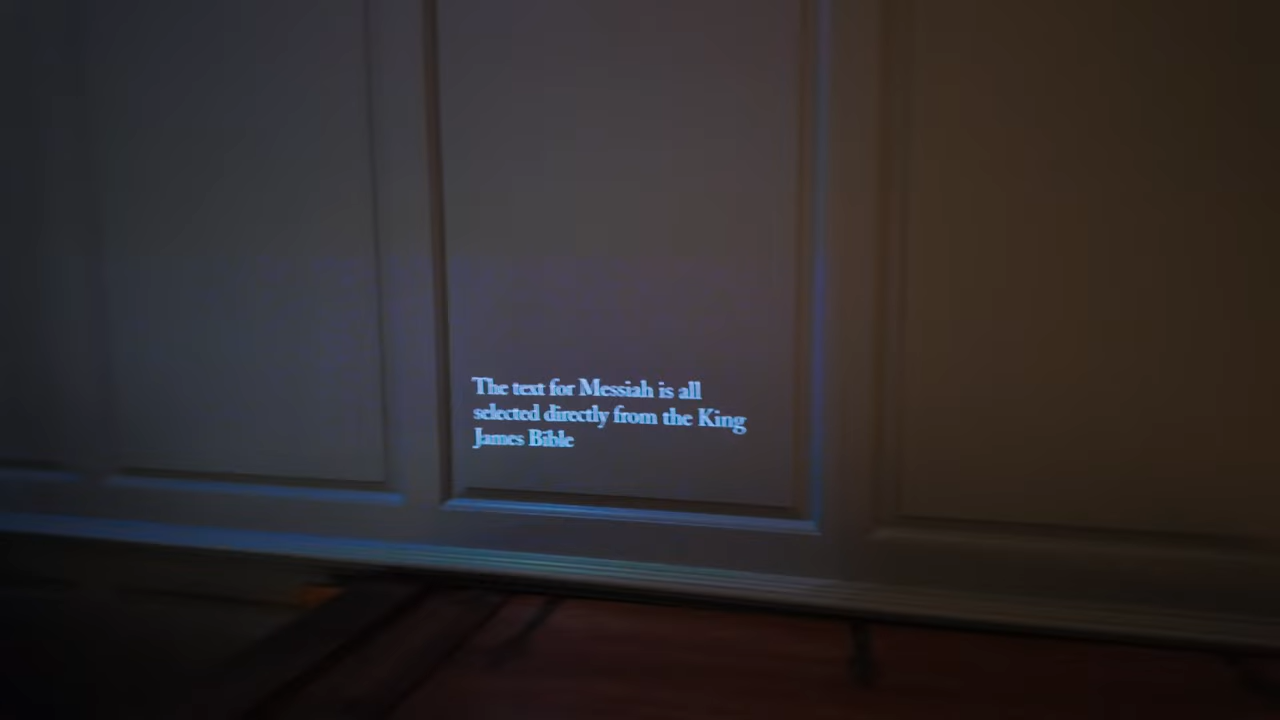 The text for Messiah is all
selected directly from the King
James Bible